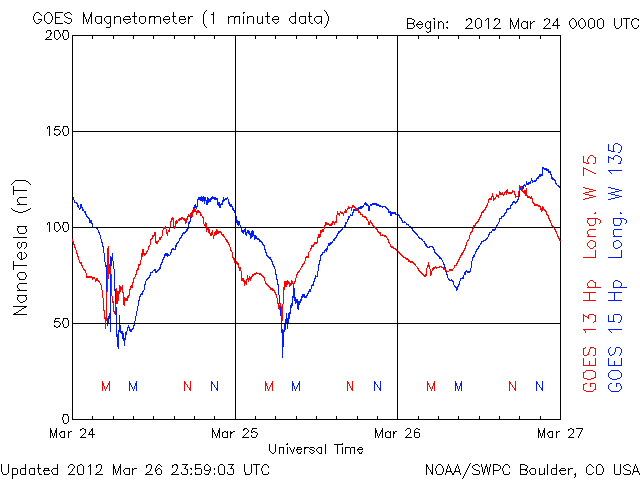 GOES Magnetometer (1 minute data)
Begin: 2012 Mar 24 0000 UTC
200
150
100
50
0
NanoTesla (nT)
M M N N M M N N M M N N
Mar 24 Mar 25 Mar 26 Mar 27
Universal Time
GOES 13 Hp Long. W 75
GOES 15 Hp Long. W 135
Updated 2012 Mar 26 23:59:03 UTC
NOAA/SWPC Boulder, CO USA